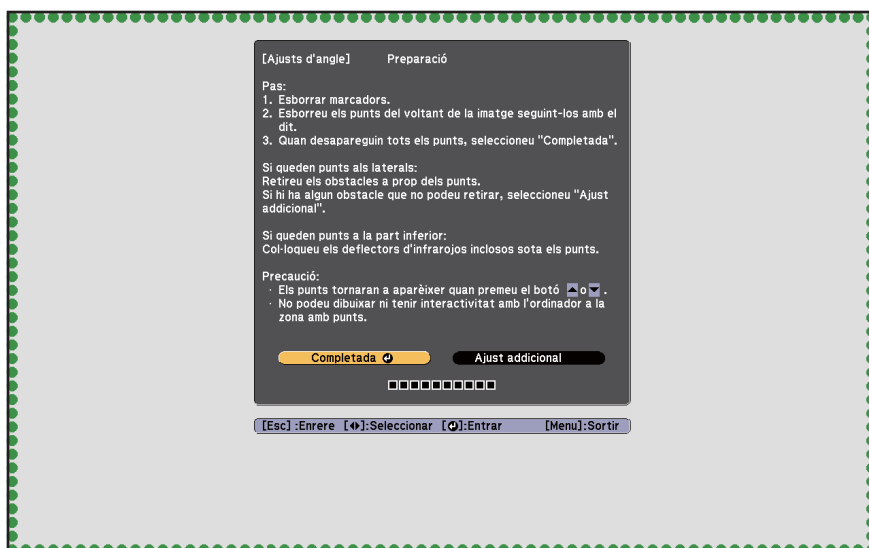 [Ajusts d'angle] Preparació
Pas:
1. Esborrar marcadors.
2. Esborreu els punts del voltant de la imatge seguint-los amb el
dit.
3. Quan desapareguin tots els punts, seleccioneu "Completada".
Si queden punts als laterals:
Retireu els obstacles a prop dels punts.
Si hi ha algun obstacle que no podeu retirar, seleccioneu "Ajust
addicional".
Si queden punts a la part inferior:
Col·loqueu els deflectors d'infrarojos inclosos sota els punts.
Precaució:
· Els punts tornaran a aparèixer quan premeu el botó ▲ o ▼ .
· No podeu dibuixar ni tenir interactivitat amb l'ordinador a la
zona amb punts.
Completada Ajust addicional
[Esc] :Enrere [◀▶]:Seleccionar [↵]:Entrar [Menu]:Sortir